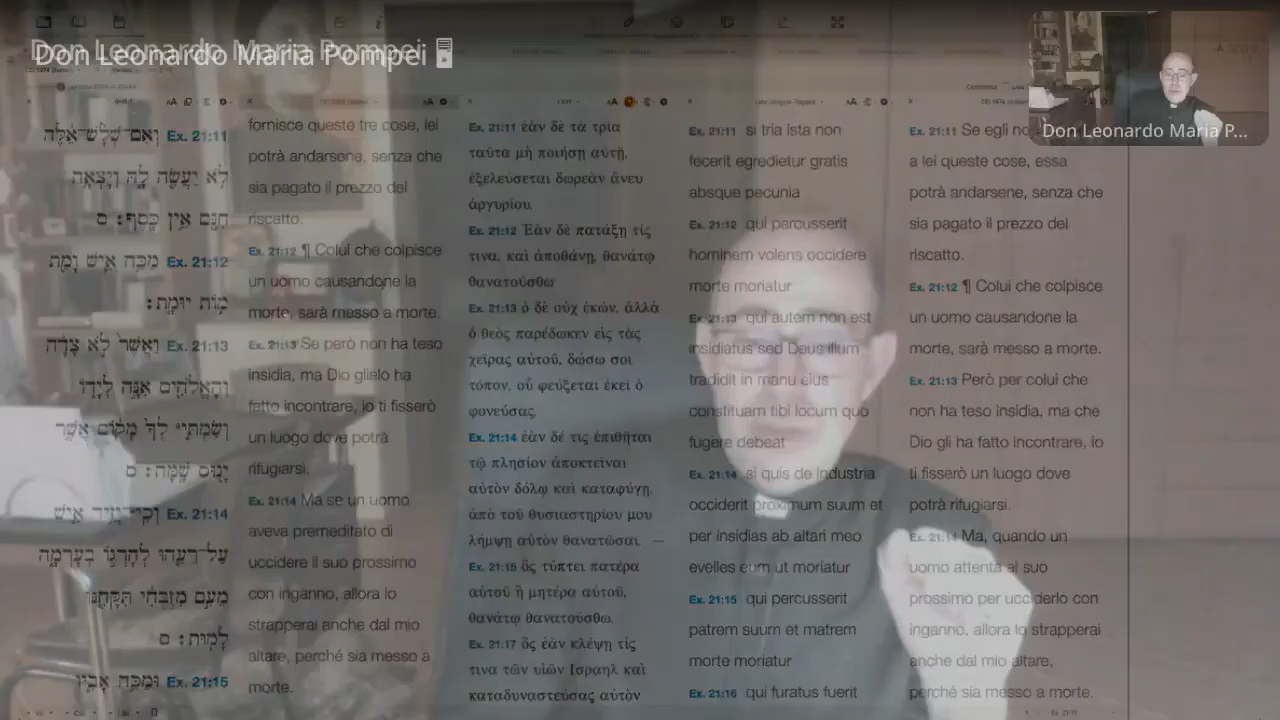 Don Leonardo Maria Pompei
Don Leonardo Maria P...
Ex. 21:11 וְאִם־שְׁלׇשׁ־אֵלֶּה
לֹא יַעֲשֶׂה לָהּ וְיָצְאָה
חִנָּם אֵין כָּסֶף׃ ס
Ex. 21:12 מַכֵּה אִישׁ וָמֵת
מוֹת יוּמָת׃
Ex. 21:13 וַאֲשֶׁר לֹא צָדָה
וְהָאֱלֹהִים אִנָּה לְיָדוֹ
וְשַׂמְתִּי לְךָ מָקוֹם אֲשֶׁר
יָנוּס שָׁמָּה׃ ס
Ex. 21:14 וְכִי־יָזִד אִישׁ
עַל־רֵעֵהוּ לְהׇרְגוֹ בְעׇרְמָה
מֵעִם מִזְבְּחִי תִּקָּחֶנּוּ
לָמוּת׃ ס
Ex. 21:15 וּמַכֵּה אָבִיו
fornisce queste tre cose, lei
potrà andarsene, senza che
sia pagato il prezzo del
riscatto.
Ex. 21:12 ¶ Colui che colpisce
un uomo causandone la
morte, sarà messo a morte.
Ex. 21:13 Se però non ha teso
insidia, ma Dio glielo ha
fatto incontrare, io ti fisserò
un luogo dove potrà
rifugiarsi.
Ex. 21:14 Ma se un uomo
aveva premeditato di
uccidere il suo prossimo
con inganno, allora lo
strapperai anche dal mio
altare, perché sia messo a
morte.
Ex. 21:11 ἐὰν δὲ τὰ τρία
ταῦτα μὴ ποιήσῃ αὐτῇ,
ἐξελεύσεται δωρεὰν ἄνευ
ἀργυρίου.
Ex. 21:12 Ἐὰν δὲ πατάξῃ τίς
τινα, καὶ ἀποθάνῃ, θανάτῳ
θανατούσθω
Ex. 21:13 ὁ δὲ οὐχ ἑκών, ἀλλὰ
ὁ θεὸς παρέδωκεν εἰς τὰς
χεῖρας αὐτοῦ, δώσω σοι
τόπον, οὗ φεύξεται ἐκεῖ ὁ
φονεύσας.
Ex. 21:14 ἐὰν δέ τις ἐπιθῆται
τῷ πλησίον ἀποκτεῖναι
αὐτὸν δόλῳ καὶ καταφύγῃ,
ἀπὸ τοῦ θυσιαστηρίου μου
λήμψῃ αὐτὸν θανατῶσαι. —
Ex. 21:15 ὃς τύπτει πατέρα
αὐτοῦ ἢ μητέρα αὐτοῦ,
θανάτῳ θανατούσθω.
Ex. 21:17 ὃς ἐὰν κλέψῃ τίς
τινα τῶν υἱῶν Ισραηλ καὶ
καταδυναστεύσας αὐτὸν
Ex. 21:11 si tria ista non
fecerit egredietur gratis
absque pecunia
Ex. 21:12 qui percusserit
hominem volens occidere
morte moriatur
Ex. 21:13 qui autem non est
insidiatus sed Deus illum
tradidit in manu eius
constituam tibi locum quo
fugere debeat
Ex. 21:14 si quis de industria
occiderit proximum suum et
per insidias ab altari meo
evelles eum ut moriatur
Ex. 21:15 qui percusserit
patrem suum et matrem
morte moriatur
Ex. 21:16 qui furatus fuerit
Ex. 21:11 Se egli no
a lei queste cose, essa
potrà andarsene, senza che
sia pagato il prezzo del
riscatto.
Ex. 21:12 ¶ Colui che colpisce
un uomo causandone la
morte, sarà messo a morte.
Ex. 21:13 Però per colui che
non ha teso insidia, ma che
Dio gli ha fatto incontrare, io
ti fisserò un luogo dove
potrà rifugiarsi.
Ex. 21:14 Ma, quando un
uomo attenta al suo
prossimo per ucciderlo con
inganno, allora lo strapperai
anche dal mio altare,
perché sia messo a morte.